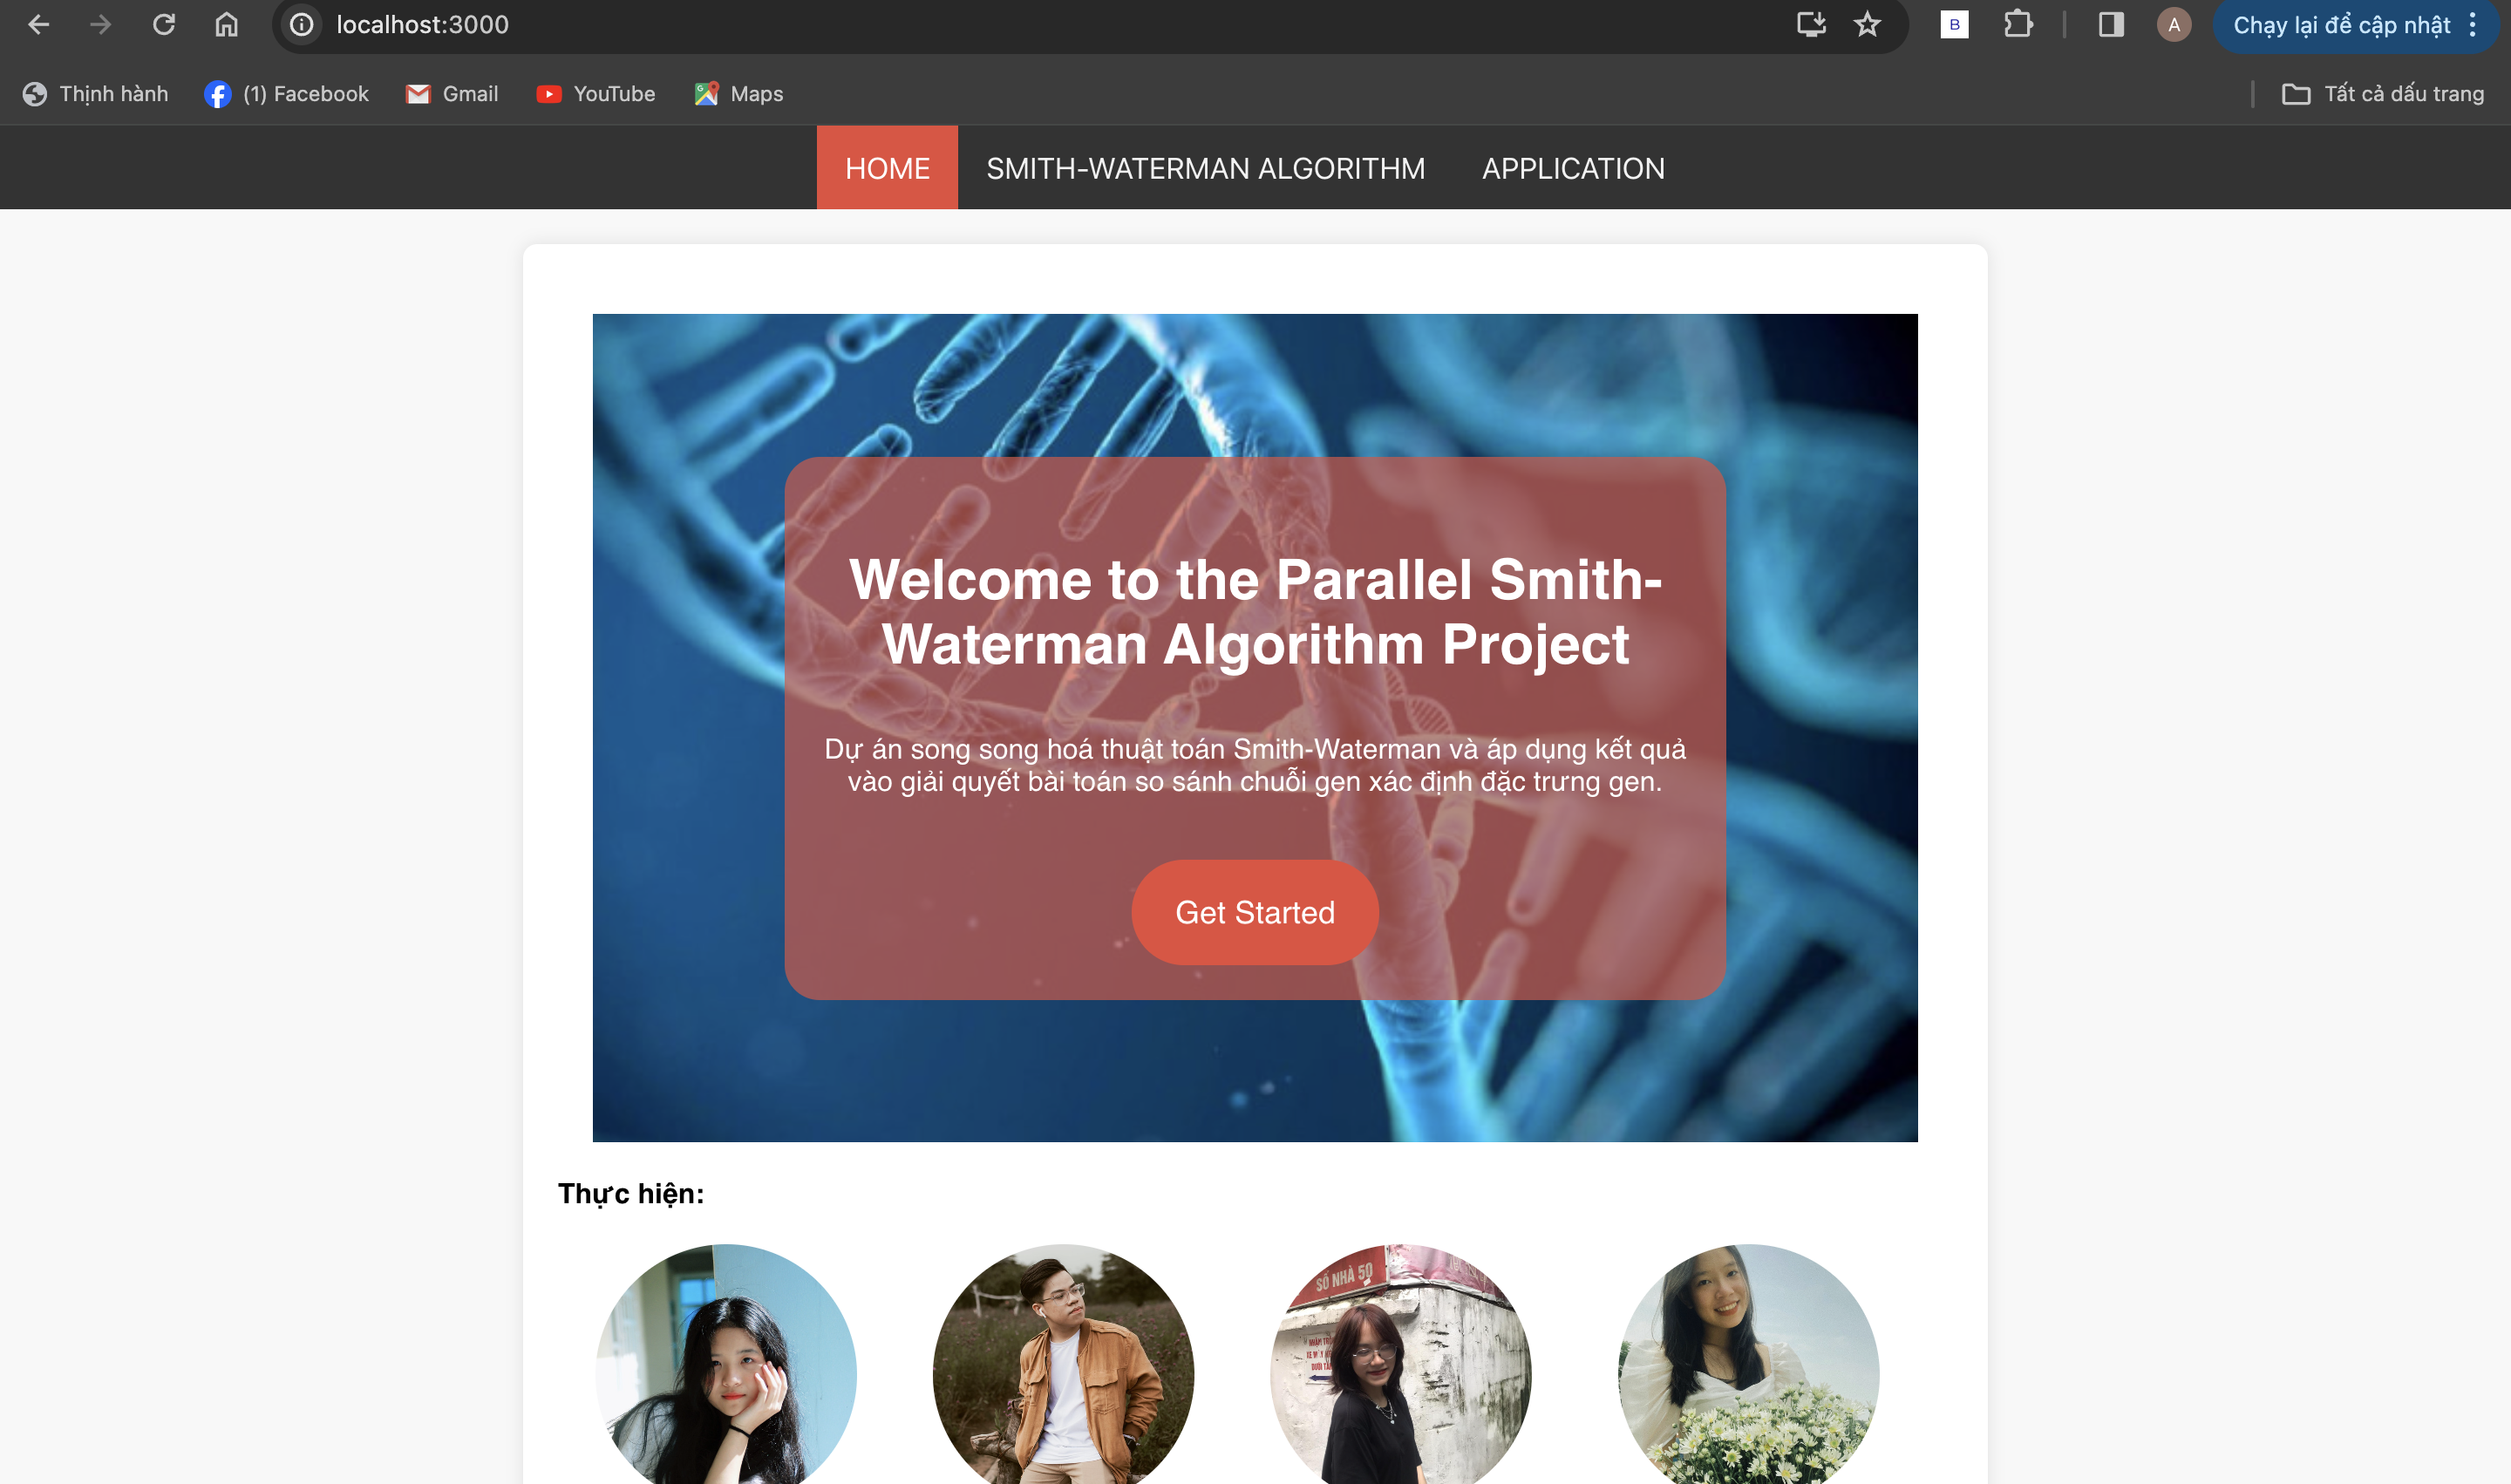 localhost:3000
B
A
Chạy lại để cập nhật
Thịnh hành
(1) Facebook
Gmail
YouTube
Maps
Tất cả dấu trang
HOME
SMITH-WATERMAN ALGORITHM
APPLICATION
Welcome to the Parallel Smith-
Waterman Algorithm Project
Dự án song song hoá thuật toán Smith-Waterman và áp dụng kết quả
vào giải quyết bài toán so sánh chuỗi gen xác định đặc trưng gen.
Get Started
Thực hiện:
SỐ NHÀ 50